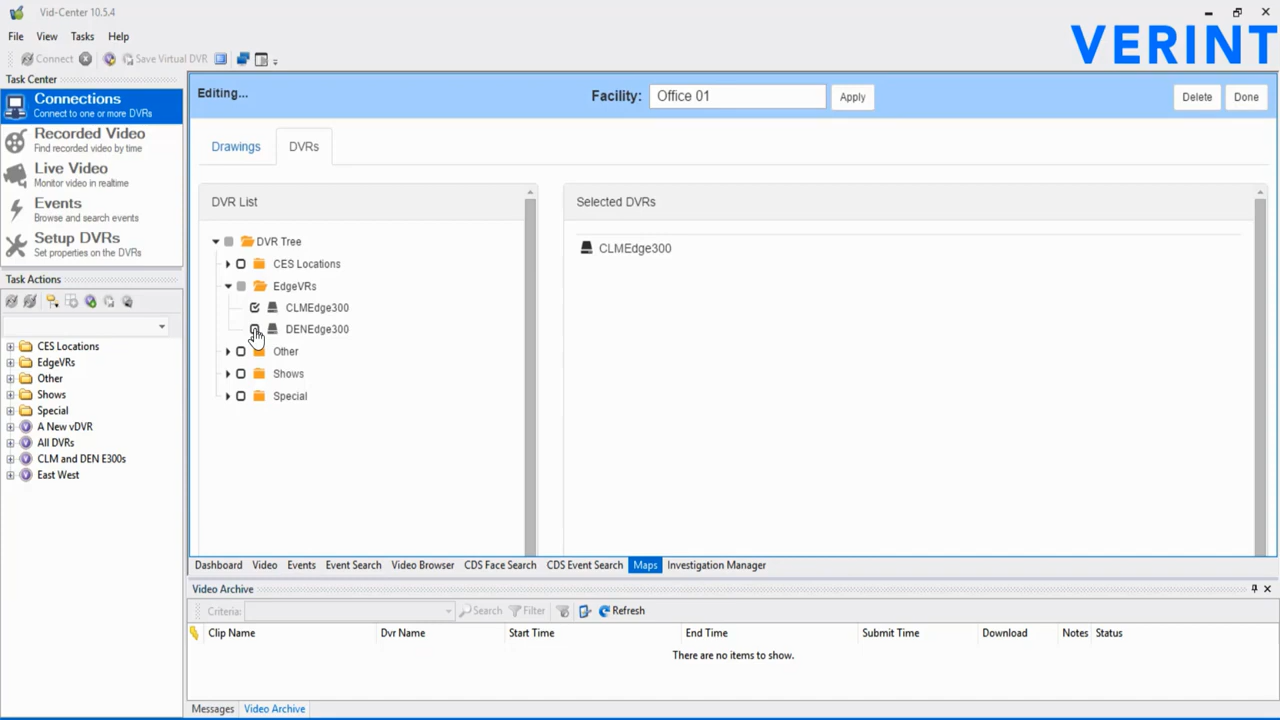 Vid-Center 10.5.4
File View Tasks Help
VERINT
Connect Save Virtual DVR
Task Center
Connections
Connect to one or more DVRs
Recorded Video
Find recorded video by time
Live Video
Monitor video in realtime
Events
Browse and search events
Setup DVRs
Set properties on the DVRs
Task Actions
CES Locations
EdgeVRs
Other
Shows
Special
A New vDVR
All DVRs
CLM and DEN E300s
East West
Editing...
Facility: Office 01 Apply Delete Done
Drawings DVRs
DVR List
DVR Tree
CES Locations
EdgeVRs
CLMEdge300
DENEdge300
Other
Shows
Special
Selected DVRs
CLMEdge300
Dashboard Video Events Event Search Video Browser CDS Face Search CDS Event Search Maps Investigation Manager
Video Archive
Criteria: Search Filter Refresh
Clip Name Dvr Name Start Time End Time Submit Time Download Notes Status
There are no items to show.
Messages Video Archive